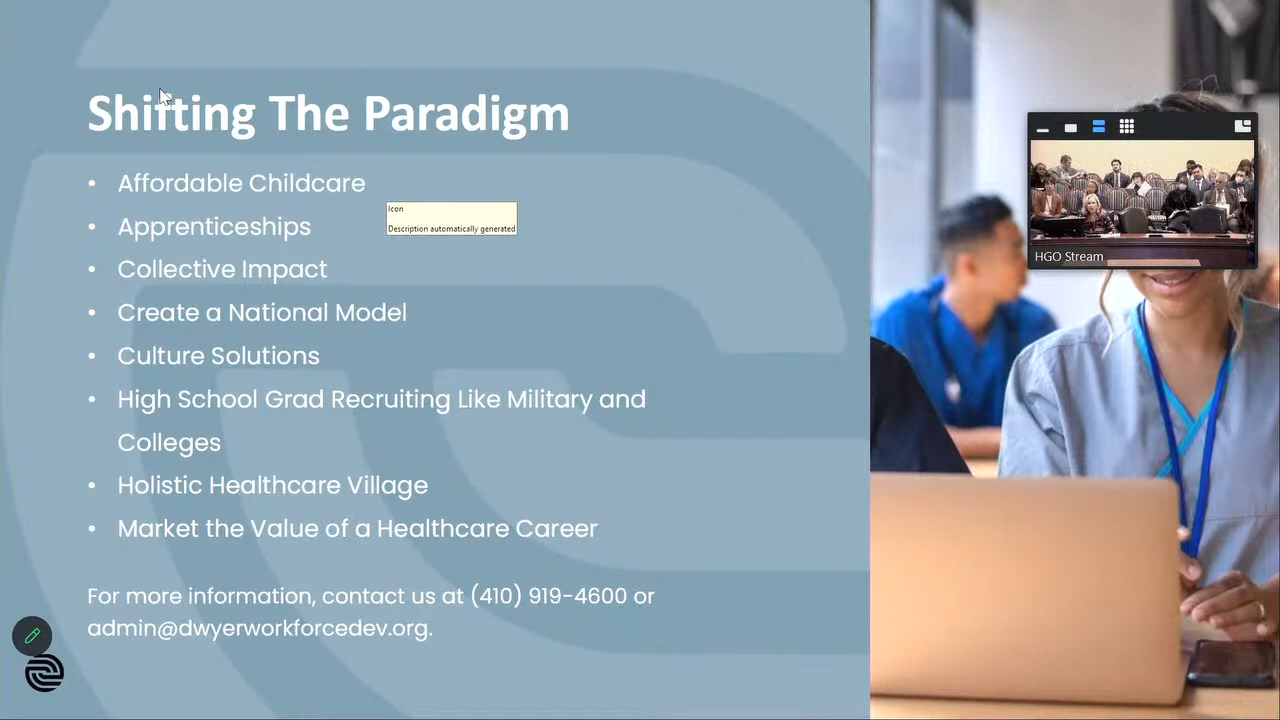 Shifting The Paradigm
• Affordable Childcare
• Apprenticeships
Icon
Description automatically generated
• Collective Impact
• Create a National Model
• Culture Solutions
• High School Grad Recruiting Like Military and
Colleges
• Holistic Healthcare Village
• Market the Value of a Healthcare Career
For more information, contact us at (410) 919-4600 or
admin@dwyerworkforcedev.org.
HGO Stream